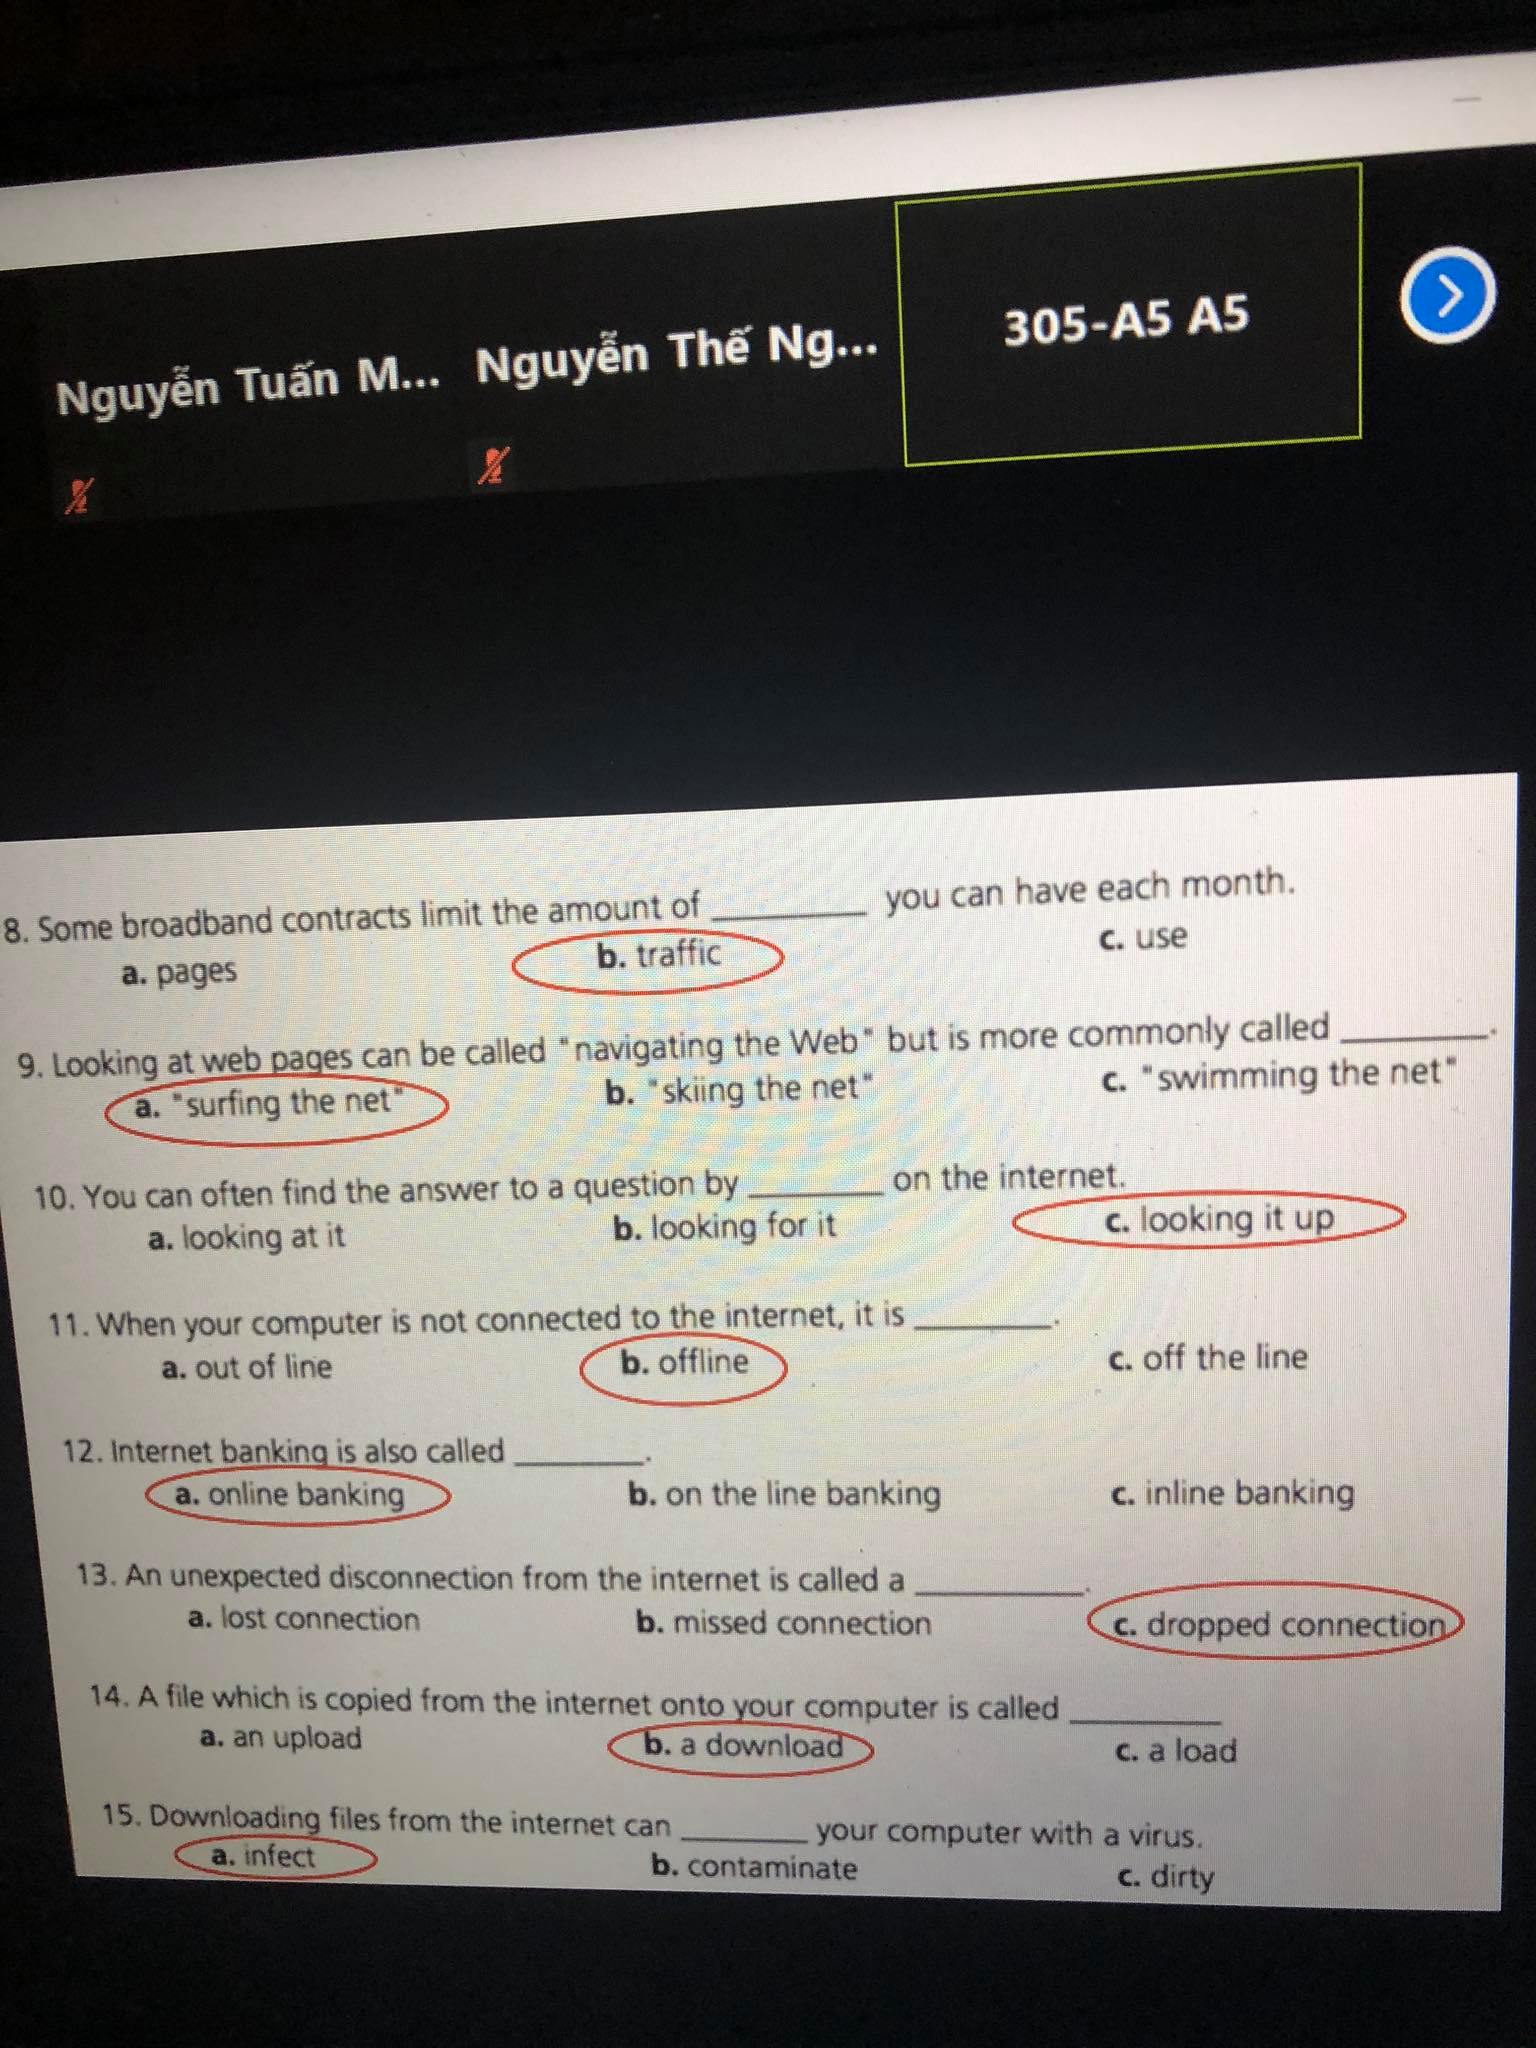 Nguyễn Tuấn M...
Nguyễn Thế Ng...
305-A5 A5
8. Some broadband contracts limit the amount of ________ you can have each month.
a. pages b. traffic c. use
9. Looking at web pages can be called "navigating the Web" but is more commonly called ________.
a. "surfing the net" b. "skiing the net" c. "swimming the net"
10. You can often find the answer to a question by ________ on the internet.
a. looking at it b. looking for it c. looking it up
11. When your computer is not connected to the internet, it is ________.
a. out of line b. offline c. off the line
12. Internet banking is also called ________.
a. online banking b. on the line banking c. inline banking
13. An unexpected disconnection from the internet is called a ________.
a. lost connection b. missed connection c. dropped connection
14. A file which is copied from the internet onto your computer is called ________
a. an upload b. a download c. a load
15. Downloading files from the internet can ________ your computer with a virus.
a. infect b. contaminate c. dirty